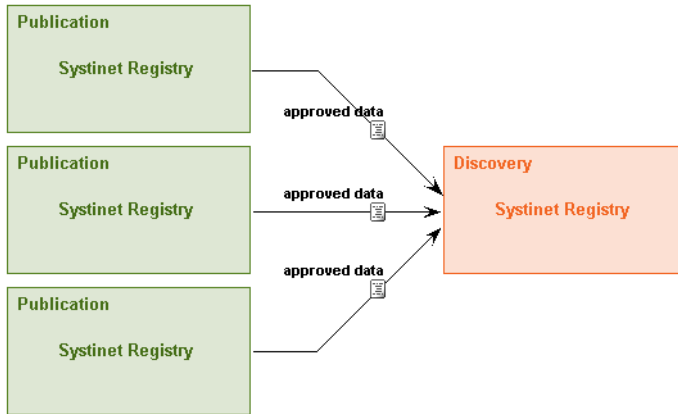 Publication
Systinet Registry
approved data
Publication
Systinet Registry
approved data
Discovery
Systinet Registry
approved data
Publication
Systinet Registry